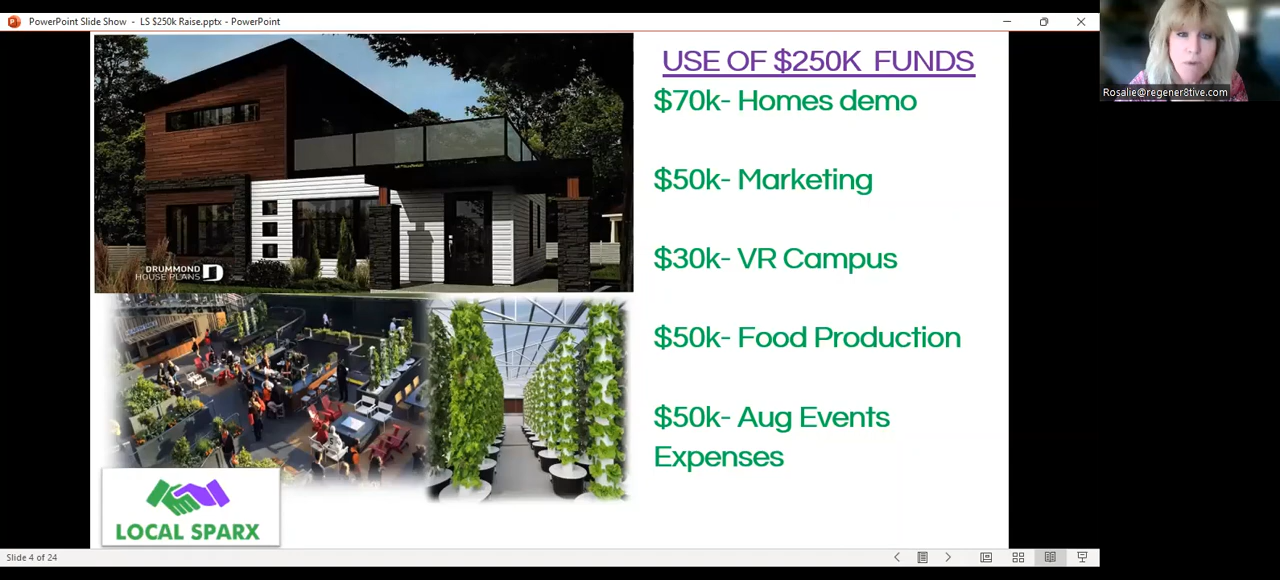 PowerPoint Slide Show - LS $250k Raise.pptx - PowerPoint
USE OF $250K FUNDS
$70k- Homes demo
$50k- Marketing
$30k- VR Campus
$50k- Food Production
$50k- Aug Events
Expenses
DRUMMOND
HOUSE PLANS
LOCAL SPARX
Rosalie@regener8tive.com
Slide 4 of 24